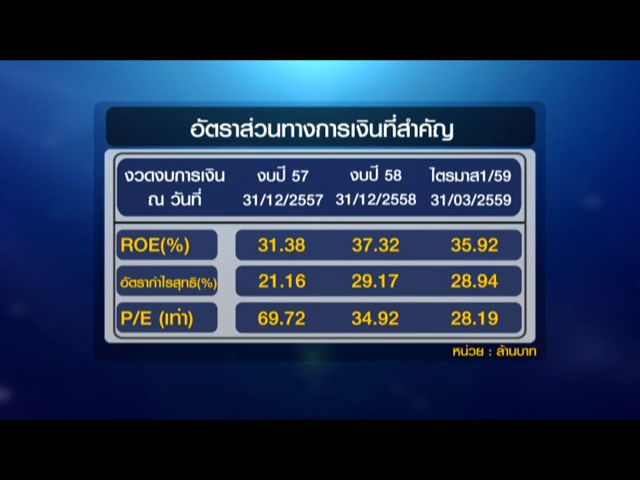 อัตราส่วนทางการเงินที่สำคัญ
งวดงบการเงิน ณ วันที่ งบปี 57 31/12/2557 งบปี 58 31/12/2558 ไตรมาส1/59 31/03/2559
ROE(%) 31.38 37.32 35.92
อัตรากำไรสุทธิ(%) 21.16 29.17 28.94
P/E (เท่า) 69.72 34.92 28.19
หน่วย : ล้านบาท